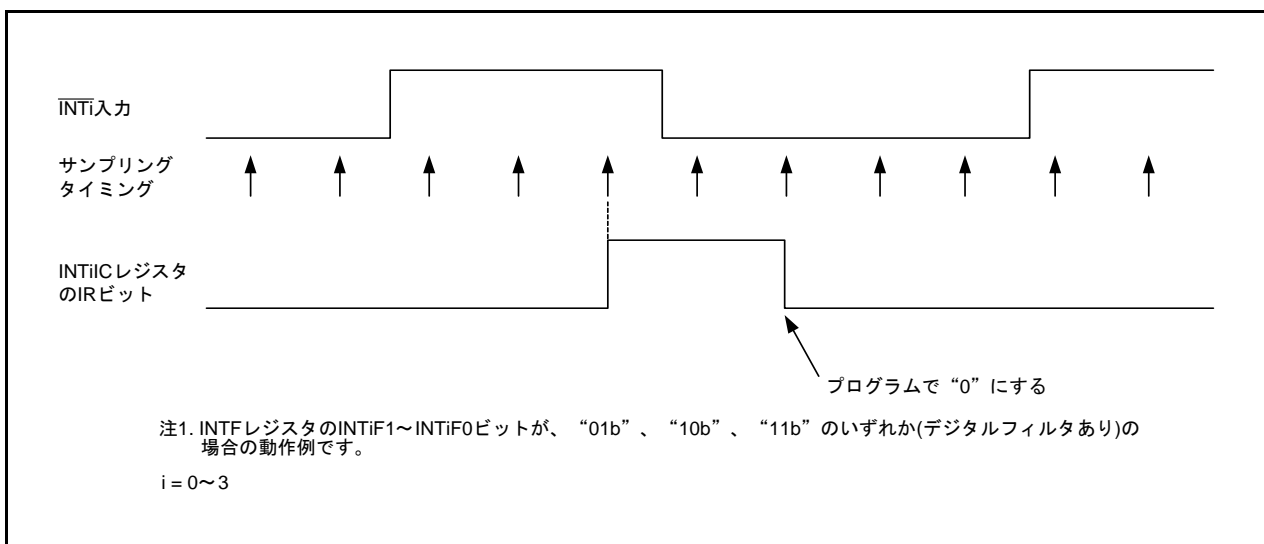 INTi入力
サンプリング
タイミング
INTiICレジスタ
のIRビット
プログラムで“0”にする
注1. INTFレジスタのINTiF1～INTiF0ビットが、“01b”、“10b”、“11b”のいずれか(デジタルフィルタあり)の
場合の動作例です。
i = 0～3